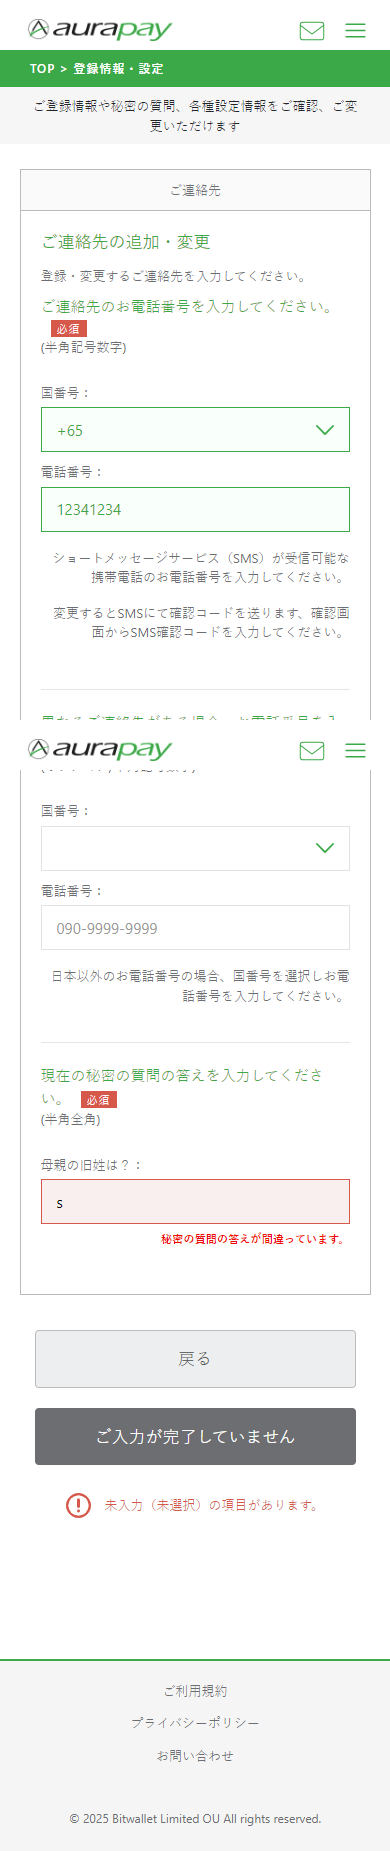 aurapay
TOP > 登録情報・設定
ご登録情報や秘密の質問、各種設定情報をご確認、ご変
更いただけます
ご連絡先
ご連絡先の追加・変更
登録・変更するご連絡先を入力してください。
ご連絡先のお電話番号を入力してください。
必須
(半角記号数字)
国番号：
+65
電話番号：
12341234
ショートメッセージサービス（SMS）が受信可能な
携帯電話のお電話番号を入力してください。
変更するとSMSにて確認コードを送ります、確認画
面からSMS確認コードを入力してください。
aurapay
国番号：
電話番号：
090-9999-9999
日本以外のお電話番号の場合、国番号を選択しお電
話番号を入力してください。
現在の秘密の質問の答えを入力してくださ
い。 必須
(半角全角)
母親の旧姓は？：
s
秘密の質問の答えが間違っています。
戻る
ご入力が完了していません
未入力（未選択）の項目があります。
ご利用規約
プライバシーポリシー
お問い合わせ
© 2025 Bitwallet Limited OU All rights reserved.